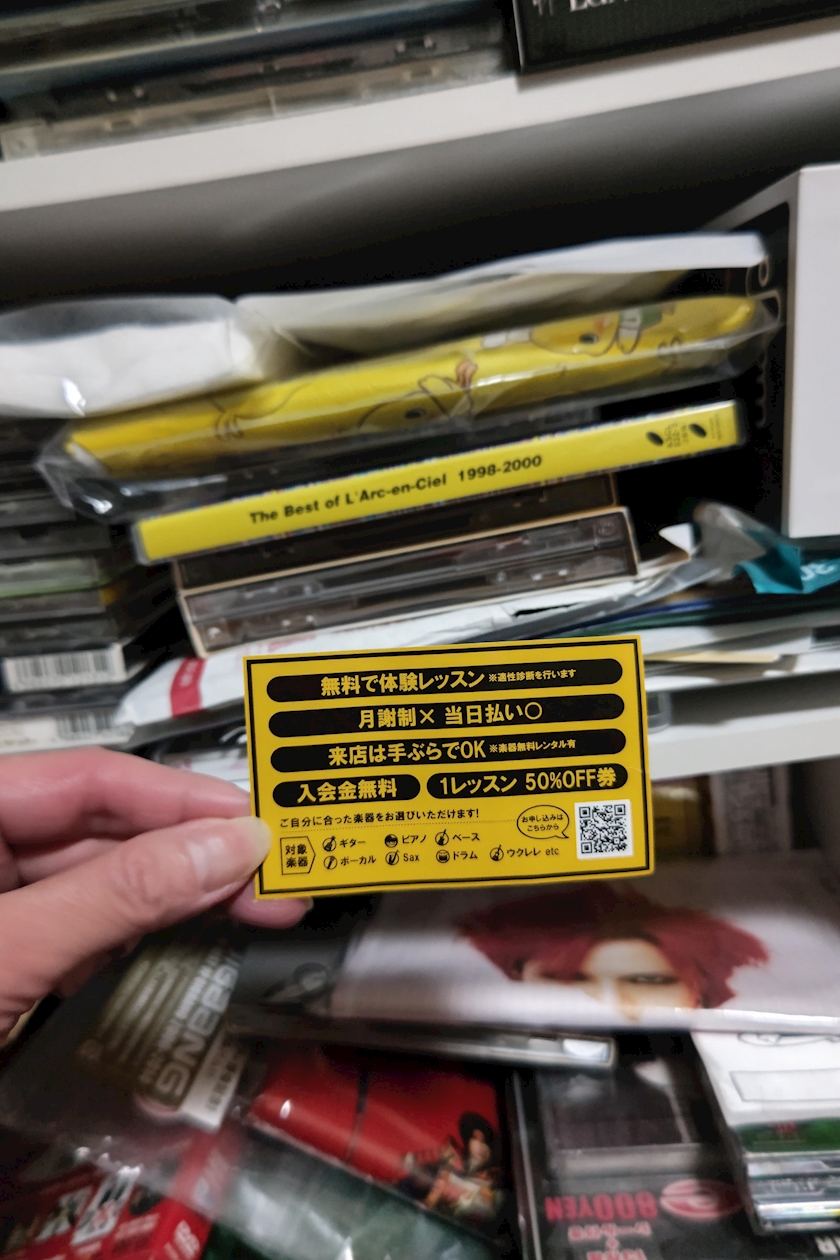 The Best of L'Arc-en-Ciel 1998-2000
無料で体験レッスン ※適性診断を行います
月謝制× 当日払い○
来店は手ぶらでOK ※楽器無料レンタル有
入会金無料 1レッスン 50%OFF券
ご自分に合った楽器をお選びいただけます!
お申し込みは
こちらから
対象
楽器
ギター ピアノ ベース
ボーカル Sax ドラム ウクレレ etc
800YEN